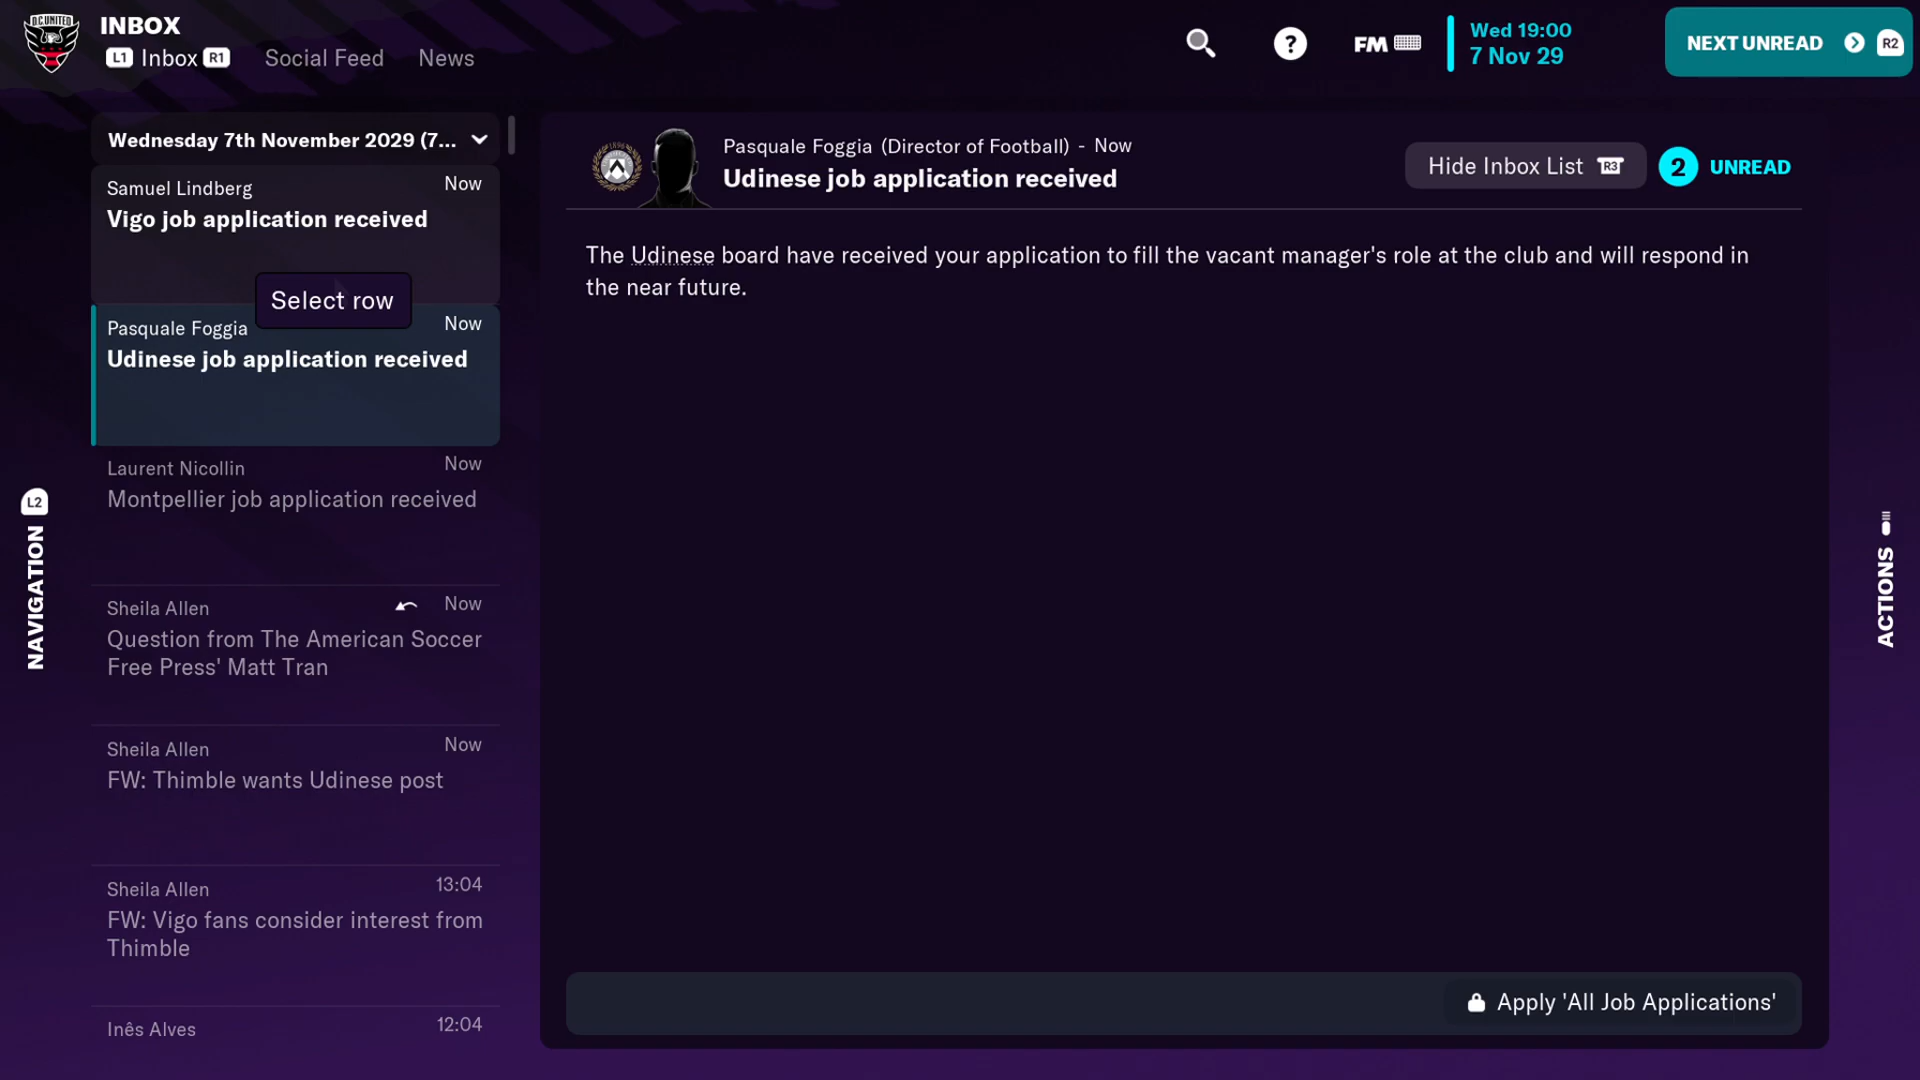 D.C.UNITED
INBOX
L1 Inbox R1 Social Feed News
?
FM
Wed 19:00
7 Nov 29
NEXT UNREAD R2
Wednesday 7th November 2029 (7...
Samuel Lindberg Now
Vigo job application received
Select row
Pasquale Foggia Now
Udinese job application received
Laurent Nicollin Now
Montpellier job application received
Sheila Allen Now
Question from The American Soccer
Free Press' Matt Tran
Sheila Allen Now
FW: Thimble wants Udinese post
Sheila Allen 13:04
FW: Vigo fans consider interest from
Thimble
Inês Alves 12:04
NAVIGATION L2
Pasquale Foggia (Director of Football) - Now
Udinese job application received
Hide Inbox List R3
2 UNREAD
The Udinese board have received your application to fill the vacant manager's role at the club and will respond in
the near future.
Apply 'All Job Applications'
ACTIONS